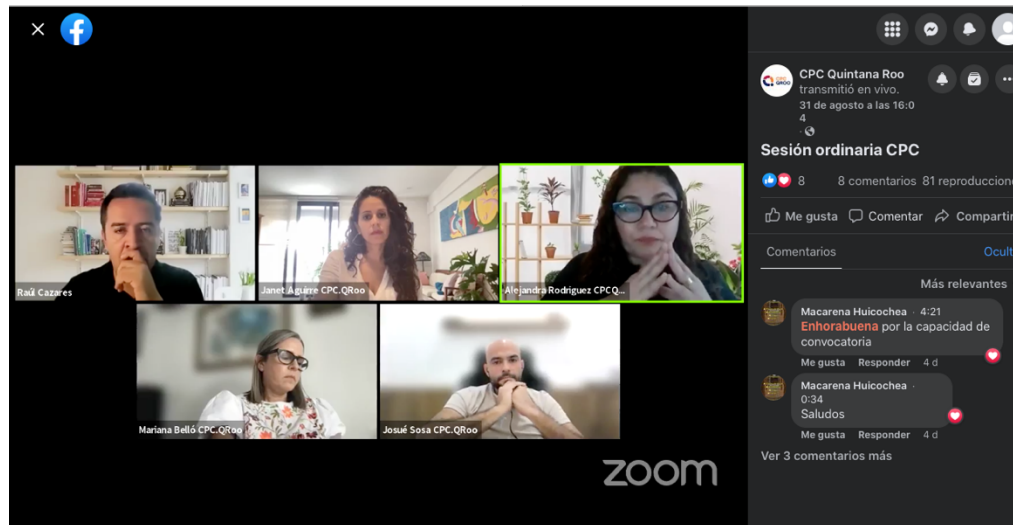 CPC Quintana Roo
transmitió en vivo.
31 de agosto a las 16:0
4
Sesión ordinaria CPC
8
8 comentarios 81 reproduccione
Me gusta Comentar Compartir
Comentarios Ocult
Más relevantes
Macarena Huicochea · 4:21
Enhorabuena por la capacidad de
convocatoria
Me gusta Responder 4 d
Macarena Huicochea ·
0:34
Saludos
Me gusta Responder 4 d
Ver 3 comentarios más
Raúl Cazares
Janet Aguirre CPC.QRoo
Alejandra Rodriguez CPCQ...
Mariana Belló CPC.QRoo
Josué Sosa CPC.QRoo
zoom